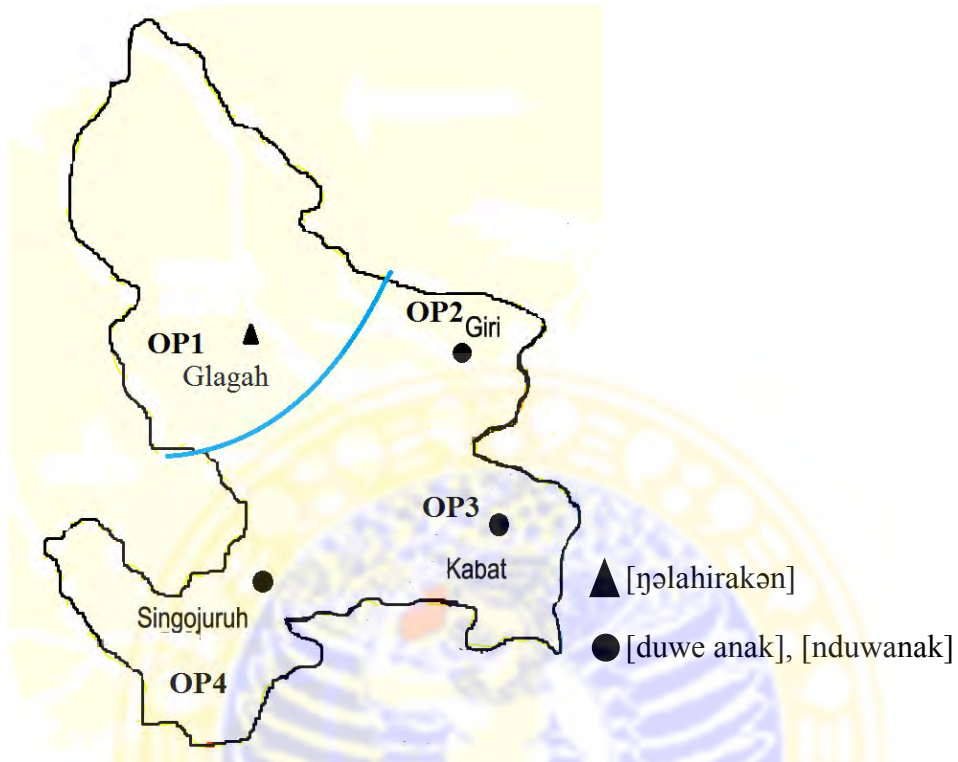 OP2
Giri
OP1
Glagah
OP3
Kabat
Singojuruh
OP4
[ŋəlahirakən]
[duwe anak], [nduwanak]